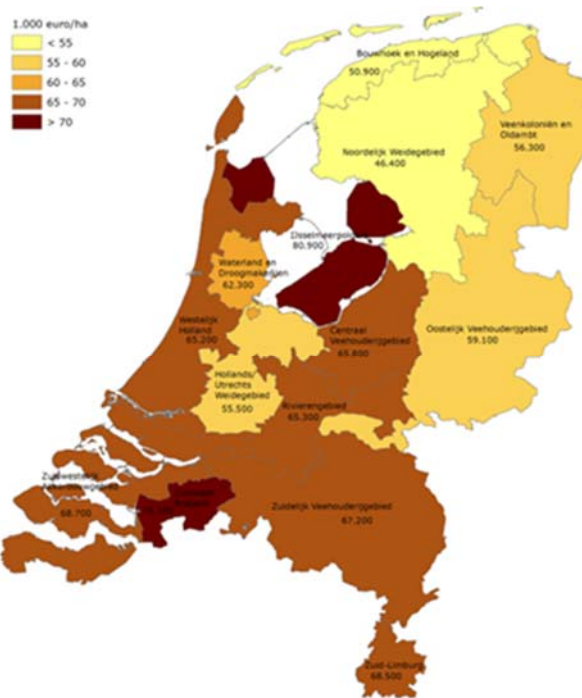 1.000 euro/ha
< 55
55 - 60
60 - 65
65 - 70
> 70
Bouwhoek en Hogeland
50.900
Veenkoloniën en
Oldambt
56.300
Noordelijk Weidegebied
46.400
IJsselmeerpolders
80.900
Waterland en
Droogmakerijen
62.300
Westelijk
Holland
65.200
Centraal
Veehouderijgebied
65.800
Oostelijk Veehouderijgebied
59.100
Hollands/
Utrechts
Weidegebied
55.500
Rivierengebied
65.300
Zuidwestelijk
68.700
Zuidelijk Veehouderijgebied
67.200
Zuid-Limburg
68.500